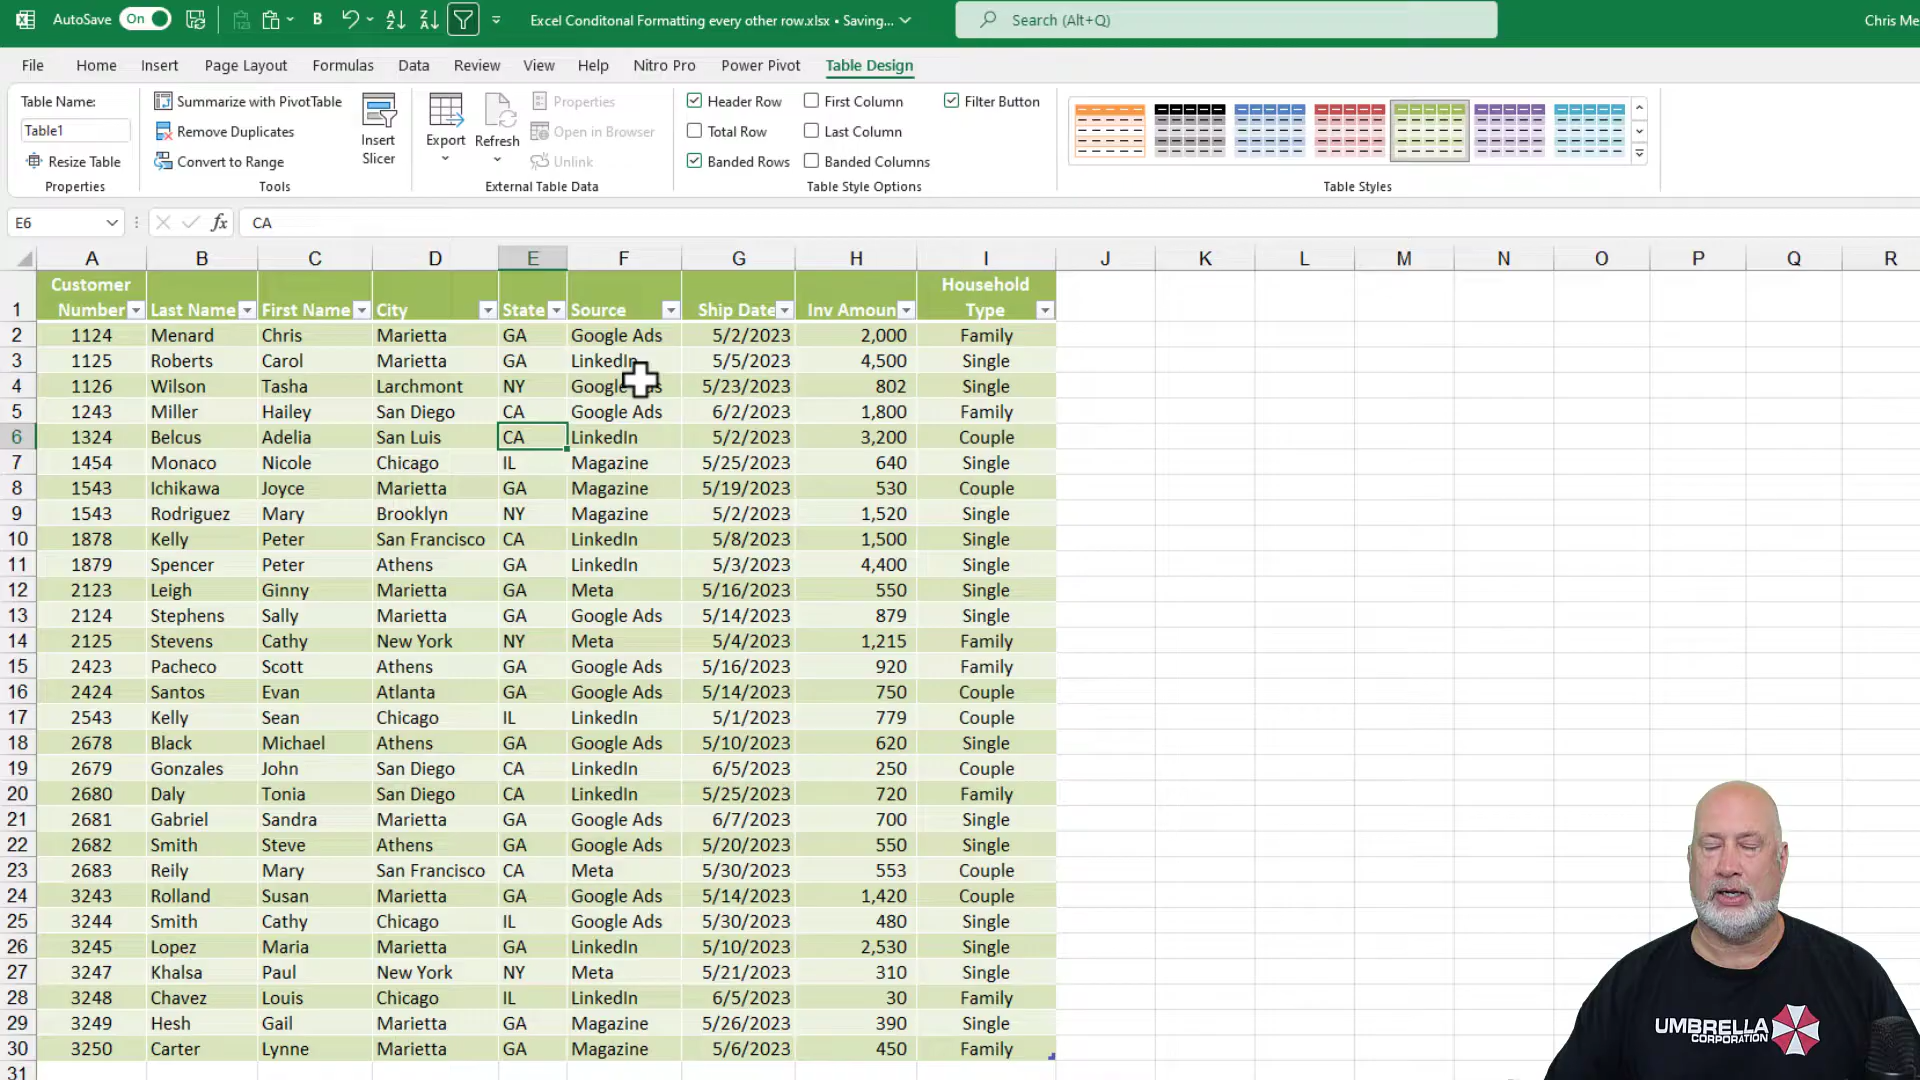 AutoSave On
B
Excel Conditonal Formatting every other row.xlsx • Saving...
Search (Alt+Q)
Chris Me
File Home Insert Page Layout Formulas Data Review View Help Nitro Pro Power Pivot Table Design
Table Name:
Table1
Resize Table
Properties
Summarize with PivotTable
Remove Duplicates
Convert to Range
Insert
Slicer
Tools
Export
Refresh
Properties
Open in Browser
Unlink
External Table Data
Header Row
First Column
Filter Button
Total Row
Last Column
Banded Rows
Banded Columns
Table Style Options
Table Styles
E6
fx
CA
A B C D E F G H I J K L M N O P Q R
1 Customer Number Last Name First Name City State Source Ship Date Inv Amoun Household Type
2 1124 Menard Chris Marietta GA Google Ads 5/2/2023 2,000 Family
3 1125 Roberts Carol Marietta GA LinkedIn 5/5/2023 4,500 Single
4 1126 Wilson Tasha Larchmont NY Google Ads 5/23/2023 802 Single
5 1243 Miller Hailey San Diego CA Google Ads 6/2/2023 1,800 Family
6 1324 Belcus Adelia San Luis CA LinkedIn 5/2/2023 3,200 Couple
7 1454 Monaco Nicole Chicago IL Magazine 5/25/2023 640 Single
8 1543 Ichikawa Joyce Marietta GA Magazine 5/19/2023 530 Couple
9 1543 Rodriguez Mary Brooklyn NY Magazine 5/2/2023 1,520 Single
10 1878 Kelly Peter San Francisco CA LinkedIn 5/8/2023 1,500 Single
11 1879 Spencer Peter Athens GA LinkedIn 5/3/2023 4,400 Single
12 2123 Leigh Ginny Marietta GA Meta 5/16/2023 550 Single
13 2124 Stephens Sally Marietta GA Google Ads 5/14/2023 879 Single
14 2125 Stevens Cathy New York NY Meta 5/4/2023 1,215 Family
15 2423 Pacheco Scott Athens GA Google Ads 5/16/2023 920 Family
16 2424 Santos Evan Atlanta GA Google Ads 5/14/2023 750 Couple
17 2543 Kelly Sean Chicago IL LinkedIn 5/1/2023 779 Couple
18 2678 Black Michael Athens GA Google Ads 5/10/2023 620 Single
19 2679 Gonzales John San Diego CA LinkedIn 6/5/2023 250 Couple
20 2680 Daly Tonia San Diego CA LinkedIn 5/25/2023 720 Family
21 2681 Gabriel Sandra Marietta GA Google Ads 6/7/2023 700 Single
22 2682 Smith Steve Athens GA Google Ads 5/20/2023 550 Single
23 2683 Reily Mary San Francisco CA Meta 5/30/2023 553 Couple
24 3243 Rolland Susan Marietta GA Google Ads 5/14/2023 1,420 Couple
25 3244 Smith Cathy Chicago IL Google Ads 5/30/2023 480 Single
26 3245 Lopez Maria Marietta GA LinkedIn 5/10/2023 2,530 Single
27 3247 Khalsa Paul New York NY Meta 5/21/2023 310 Single
28 3248 Chavez Louis Chicago IL LinkedIn 6/5/2023 30 Family
29 3249 Hesh Gail Marietta GA Magazine 5/26/2023 390 Single
30 3250 Carter Lynne Marietta GA Magazine 5/6/2023 450 Family
31
UMBRELLA
CORPORATION